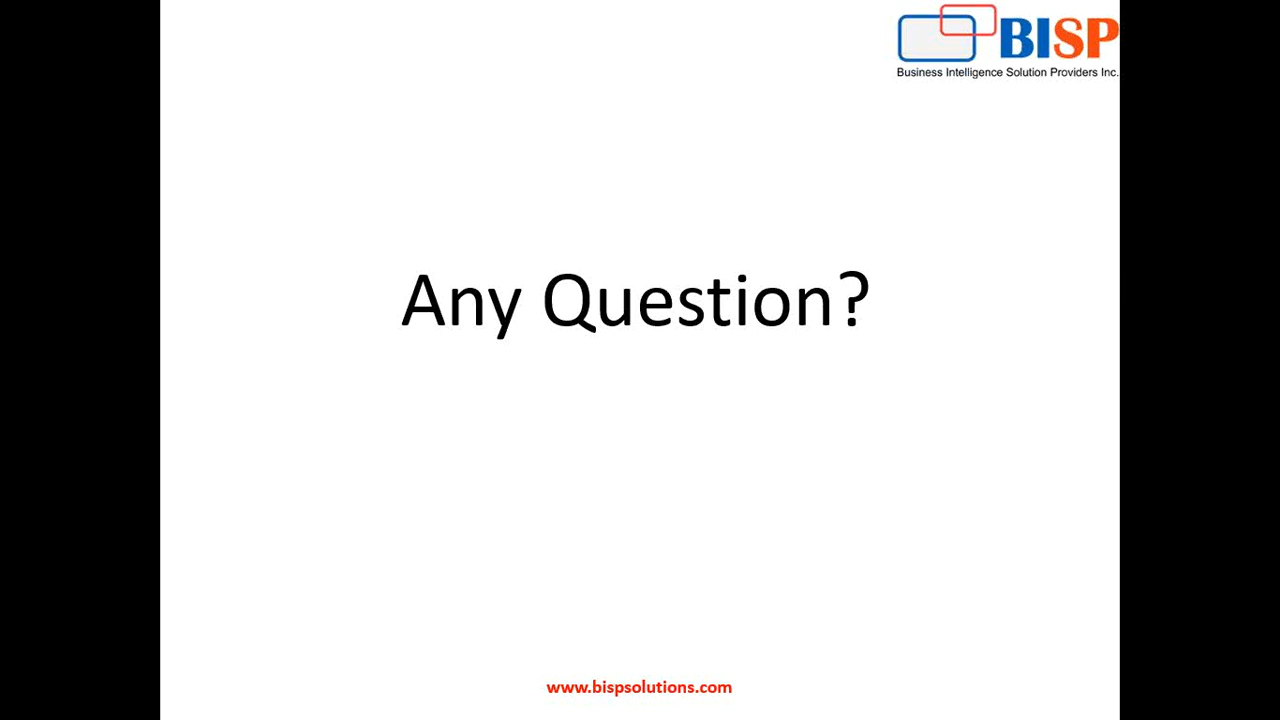 BISP
Business Intelligence Solution Providers Inc.
Any Question?
www.bispsolutions.com